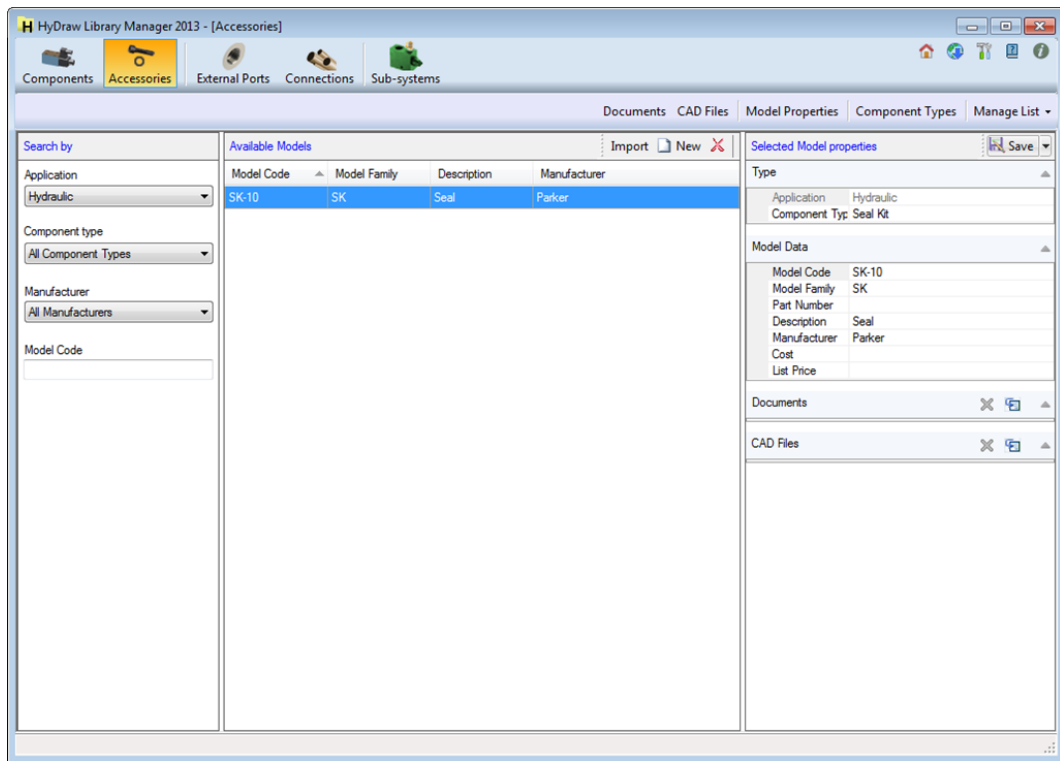 HyDraw Library Manager 2013 - [Accessories]
Components Accessories External Ports Connections Sub-systems
Documents CAD Files Model Properties Component Types Manage List
Search by
Application
Hydraulic
Component type
All Component Types
Manufacturer
All Manufacturers
Model Code
Available Models Import New
Model Code Model Family Description Manufacturer
SK-10 SK Seal Parker
Selected Model properties Save
Type
Application Hydraulic
Component Typ Seal Kit
Model Data
Model Code SK-10
Model Family SK
Part Number
Description Seal
Manufacturer Parker
Cost
List Price
Documents
CAD Files